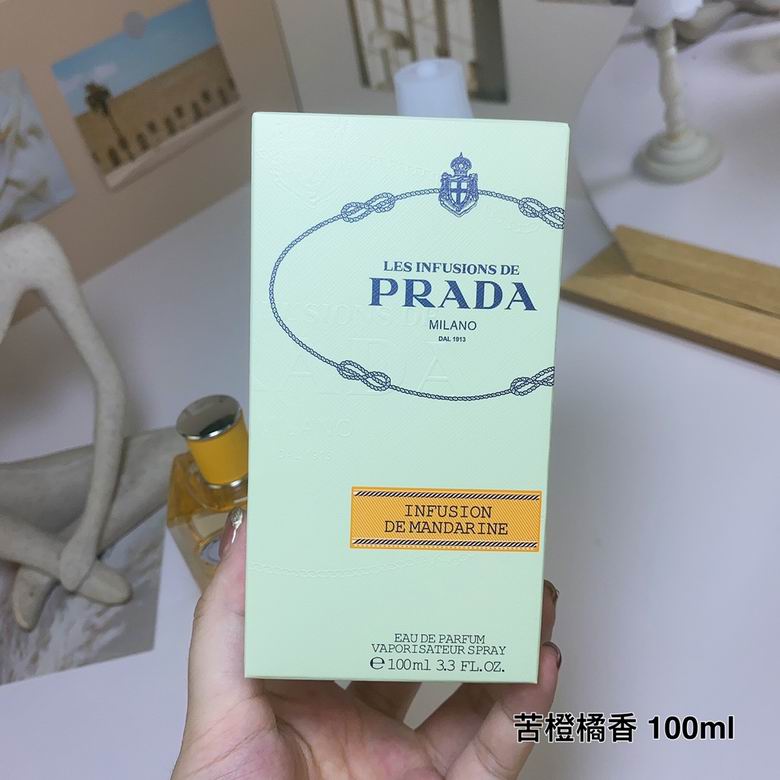 LES INFUSIONS DE
PRADA
MILANO
DAL 1913
INFUSION
DE MANDARINE
EAU DE PARFUM
VAPORISATEUR SPRAY
℮ 100ml 3.3 FL.OZ.
苦橙橘香 100ml